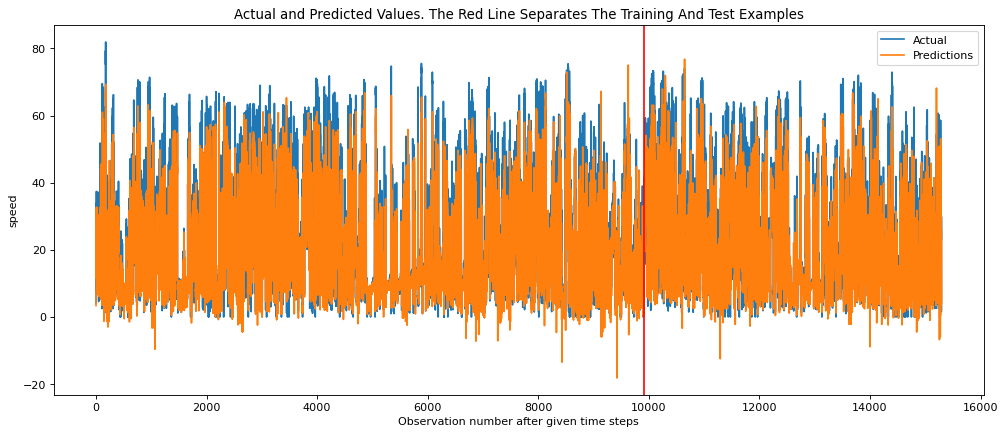 Actual and Predicted Values. The Red Line Separates The Training And Test Examples
Actual
Predictions
80
60
40
20
0
−20
speed
0 2000 4000 6000 8000 10000 12000 14000 16000
Observation number after given time steps